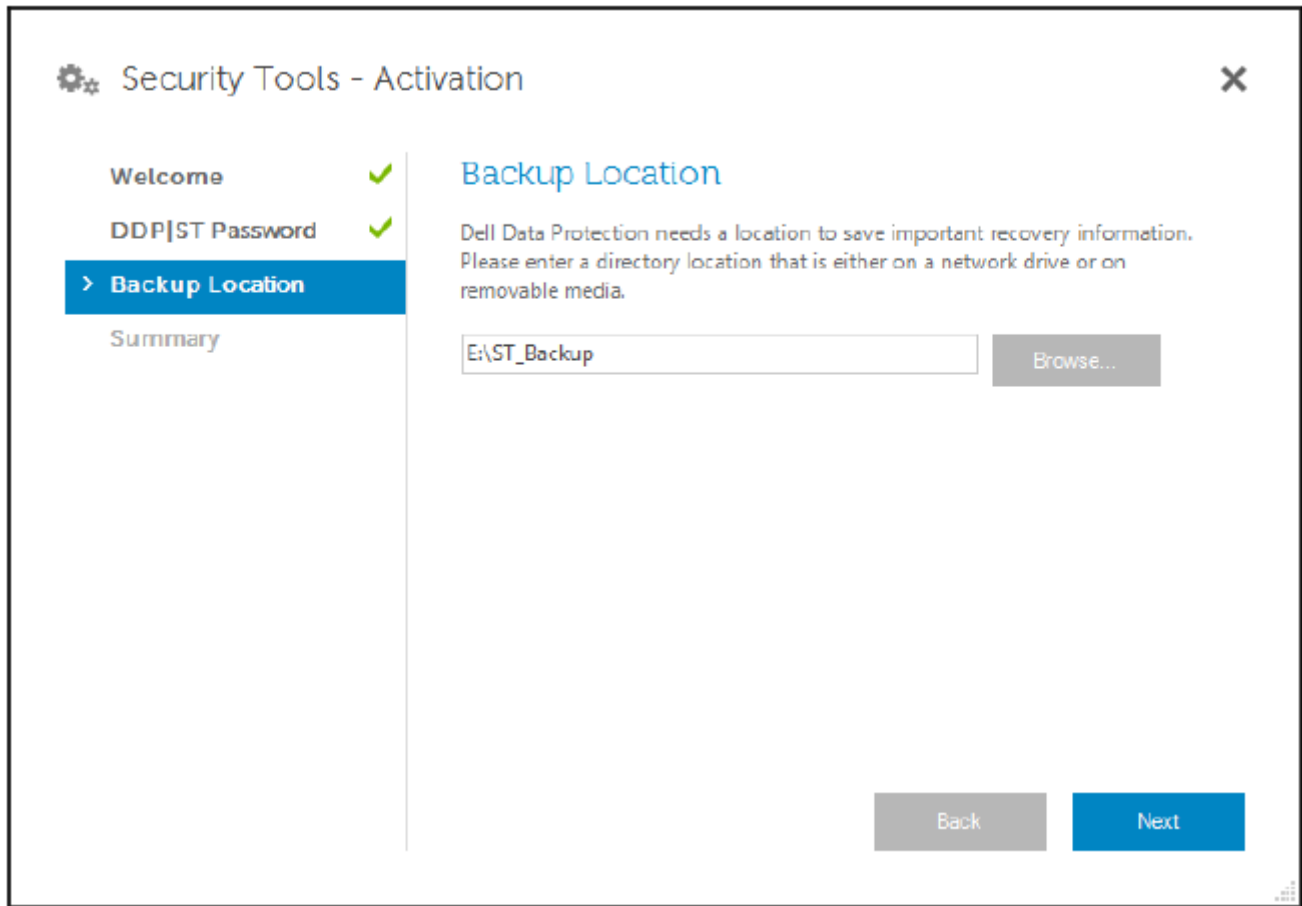 Security Tools - Activation
Welcome
DDP|ST Password
Backup Location
Summary
Backup Location
Dell Data Protection needs a location to save important recovery information.
Please enter a directory location that is either on a network drive or on
removable media.
E:\ST_Backup
Browse...
Back
Next